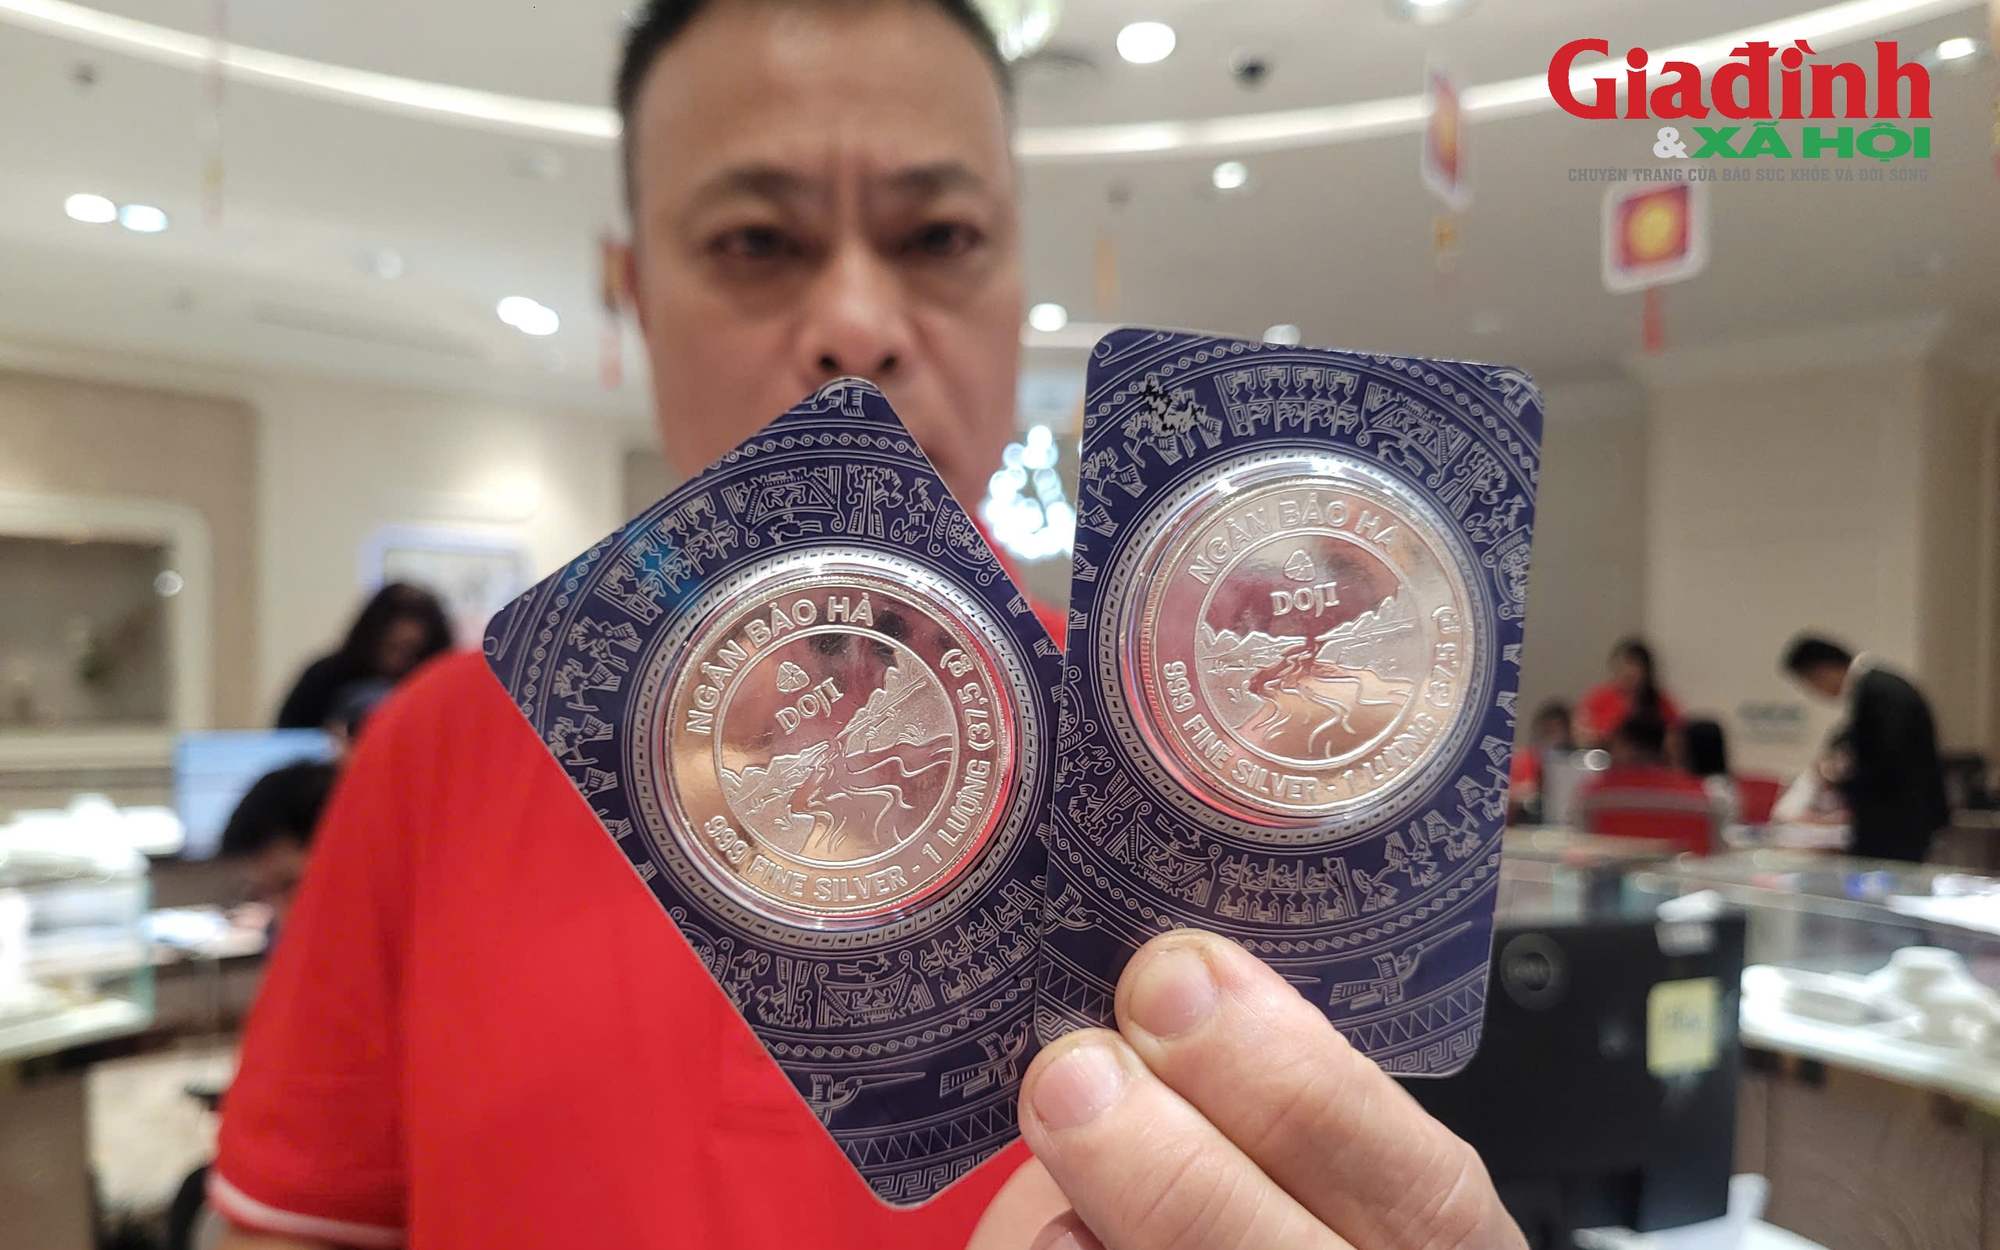 Giađình
&XÃ HỘI
CHUYÊN TRANG CỦA BÁO SỨC KHỎE VÀ ĐỜI SỐNG
NGÂN BẢO HÀ
DOJI
999 FINE SILVER - 1 LƯỢNG (37,5 g)
NGÂN BẢO HÀ
DOJI
999 FINE SILVER - 1 LƯỢNG (37,5 g)